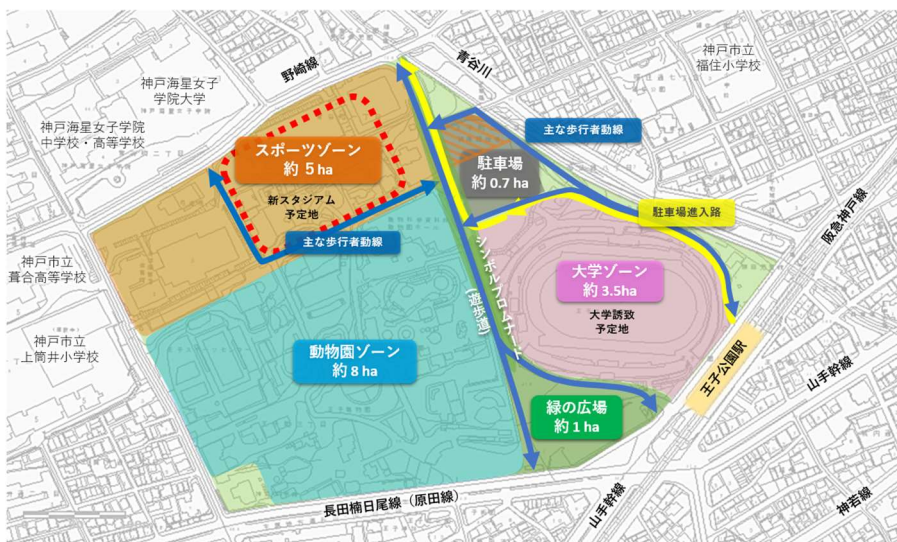 野崎線
青谷川
神戸市立
福住小学校
神戸海星女子
学院大学
神戸海星女子学院
中学校・高等学校
スポーツゾーン
約 5 ha
新スタジアム
予定地
主な歩行者動線
主な歩行者動線
駐車場
約 0.7 ha
駐車場進入路
阪急神戸線
神戸市立
葺合高等学校
神戸市立
上筒井小学校
シンボルプロムナード
(遊歩道)
大学ゾーン
約 3.5ha
大学誘致
予定地
動物園ゾーン
約 8 ha
王子公園駅
山手幹線
緑の広場
約 1 ha
長田楠日尾線（原田線）
山手幹線
神若線